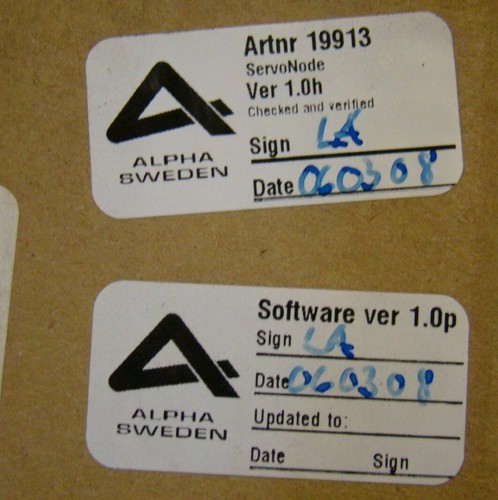 Artnr 19913
ServoNode
Ver 1.0h
Checked and verified
Sign LA
Date 060308
ALPHA
SWEDEN
Software ver 1.0p
Sign LA
Date 060308
Updated to:
Date Sign
ALPHA
SWEDEN